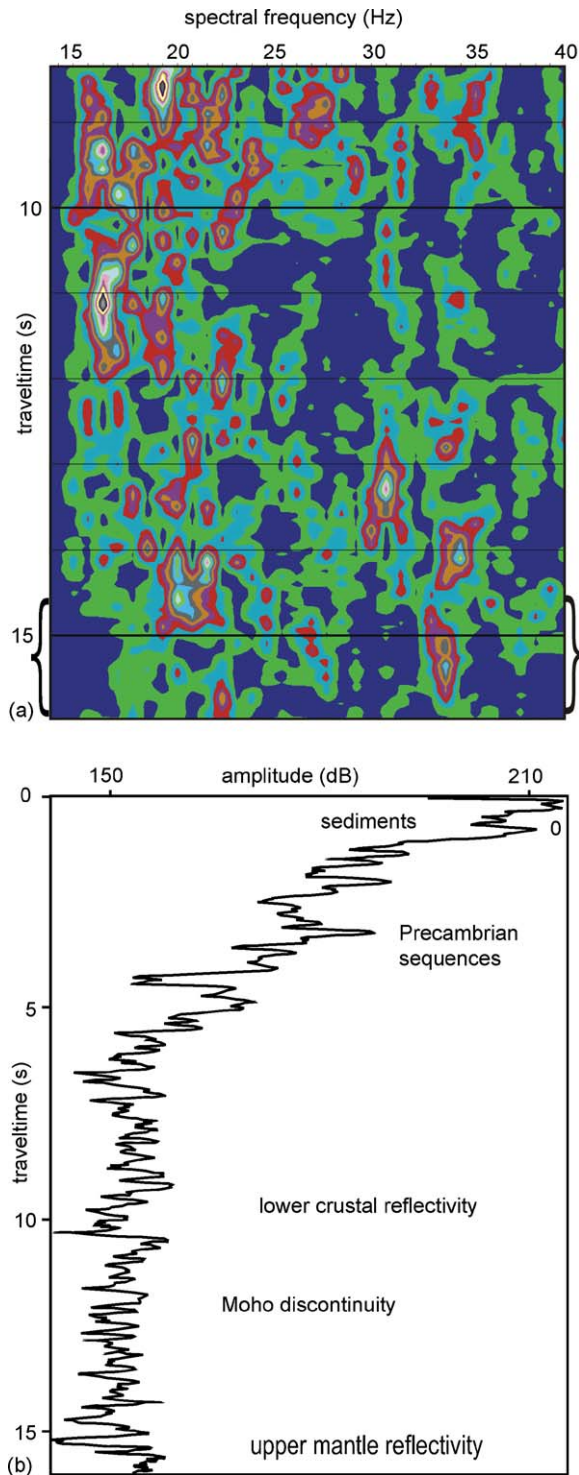 spectral frequency (Hz)
15 20 25 30 35 40
10
traveltime (s)
15
(a)
150 amplitude (dB) 210
0
sediments 0
Precambrian
sequences
5
traveltime (s)
lower crustal reflectivity
10
Moho discontinuity
15
upper mantle reflectivity
(b)